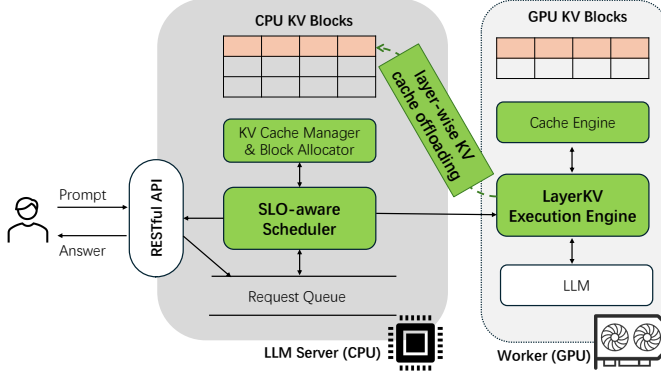 CPU KV Blocks
GPU KV Blocks
layer-wise KV
cache offloading
KV Cache Manager
& Block Allocator
Cache Engine
Prompt
Answer
RESTful API
SLO-aware
Scheduler
LayerKV
Execution Engine
Request Queue
LLM
LLM Server (CPU)
Worker (GPU)